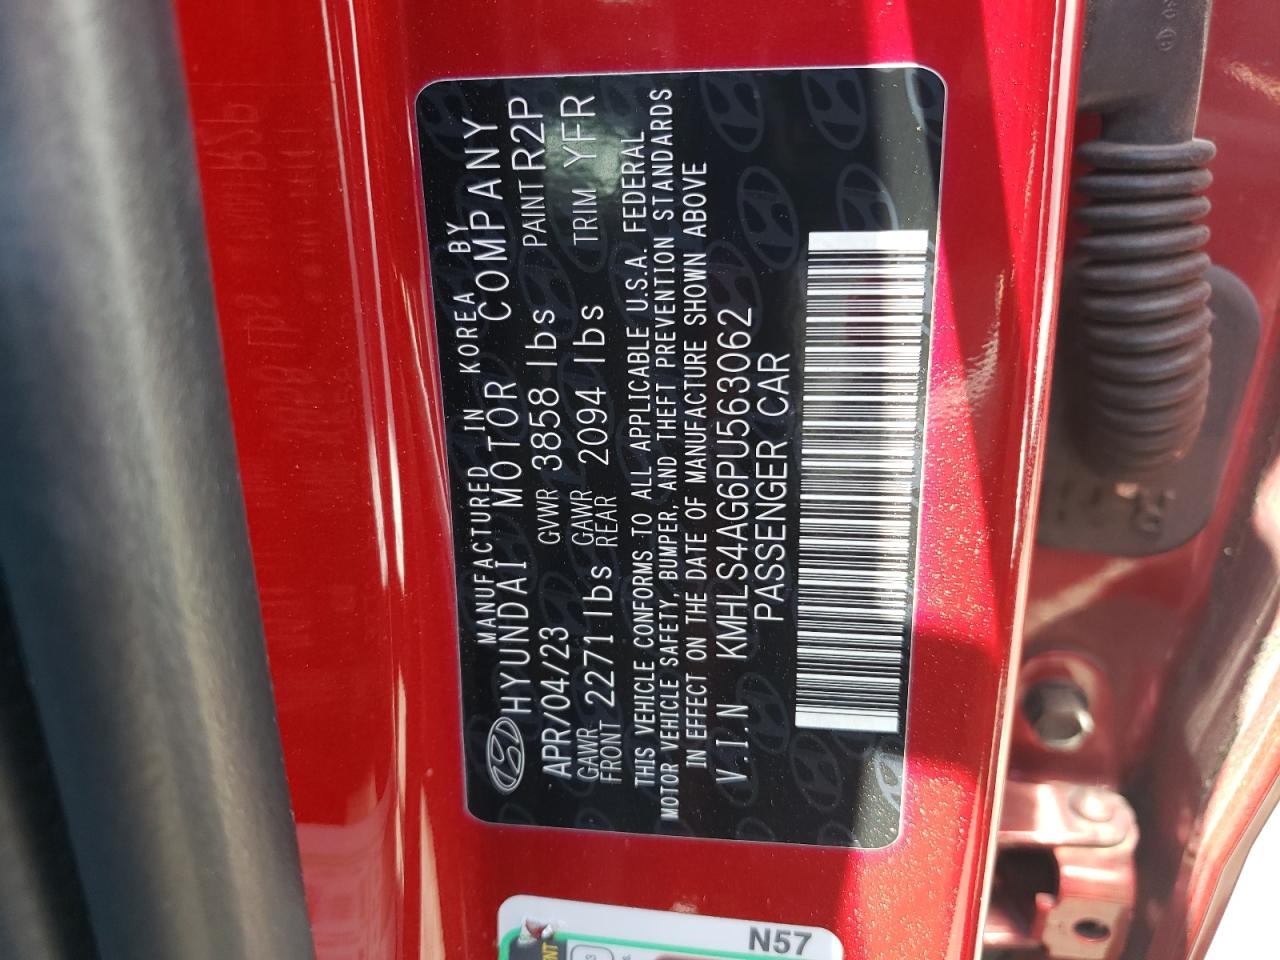 MANUFACTURED IN KOREA BY
HYUNDAI MOTOR COMPANY
APR/04/23 GVWR 3858 lbs PAINT R2P
GAWR FRONT 2271 lbs GAWR REAR 2094 lbs TRIM YFR
THIS VEHICLE CONFORMS TO ALL APPLICABLE U.S.A. FEDERAL
MOTOR VEHICLE SAFETY, BUMPER, AND THEFT PREVENTION STANDARDS
IN EFFECT ON THE DATE OF MANUFACTURE SHOWN ABOVE
V.I.N KMHLS4AG6PU563062
PASSENGER CAR
N57